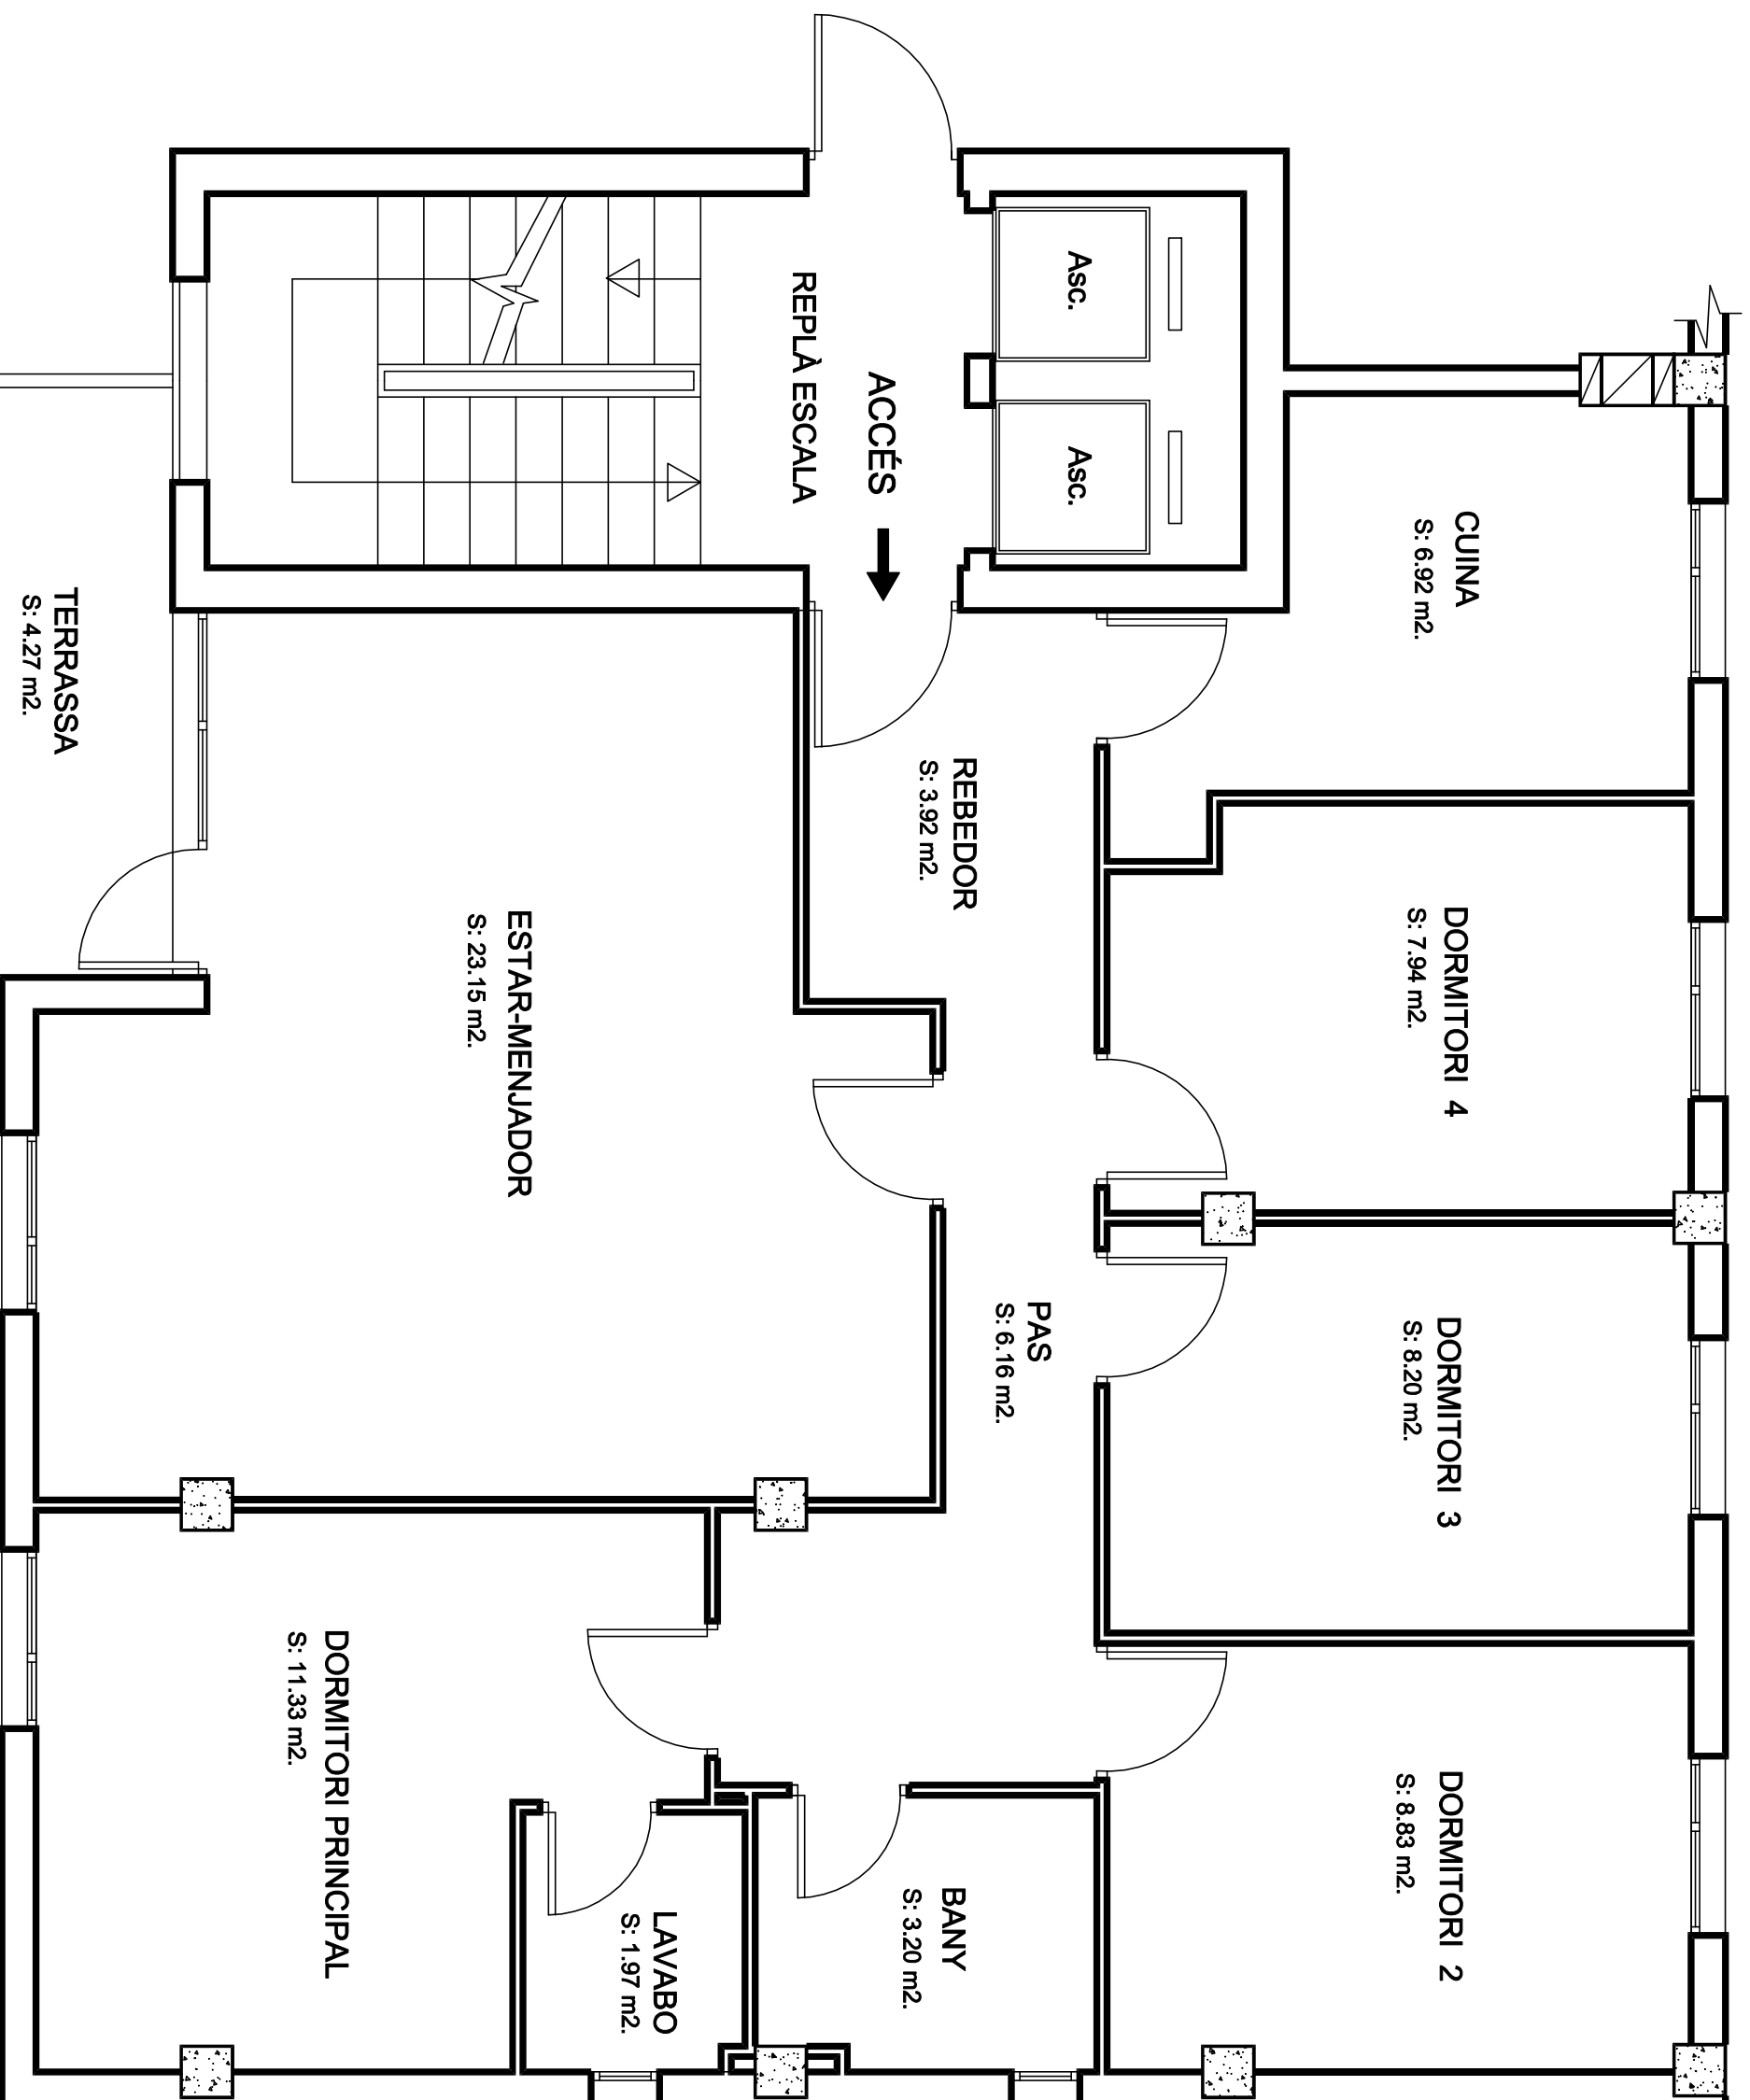 CUINA
S: 6.92 m2.
DORMITORI 4
S: 7.94 m2.
DORMITORI 3
S: 8.20 m2.
DORMITORI 2
S: 8.83 m2.
Asc.
Asc.
ACCÉS
REPLÀ ESCALA
REBEDOR
S: 3.92 m2.
PAS
S: 6.16 m2.
BANY
S: 3.20 m2.
LAVABO
S: 1.97 m2.
ESTAR-MENJADOR
S: 23.15 m2.
DORMITORI PRINCIPAL
S: 11.33 m2.
TERRASSA
S: 4.27 m2.